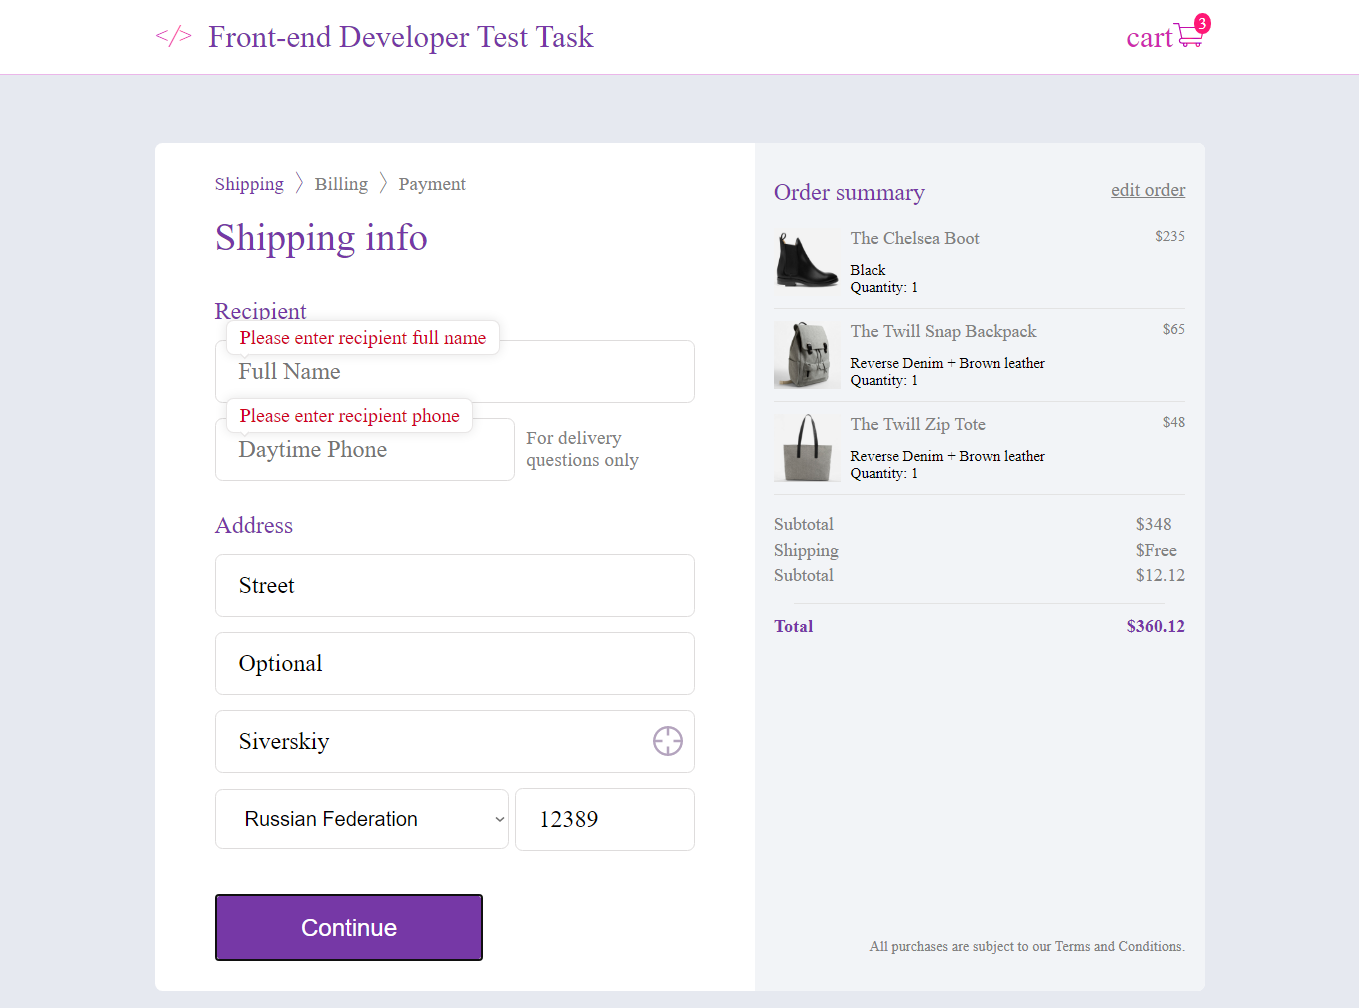 </> Front-end Developer Test Task
cart 3
Shipping Billing Payment
Shipping info
Recipient
Please enter recipient full name
Full Name
Please enter recipient phone
Daytime Phone
For delivery
questions only
Address
Street
Optional
Siverskiy
Russian Federation
12389
Continue
Order summary
edit order
The Chelsea Boot
$235
Black
Quantity: 1
The Twill Snap Backpack
$65
Reverse Denim + Brown leather
Quantity: 1
The Twill Zip Tote
$48
Reverse Denim + Brown leather
Quantity: 1
Subtotal $348
Shipping $Free
Subtotal $12.12
Total $360.12
All purchases are subject to our Terms and Conditions.